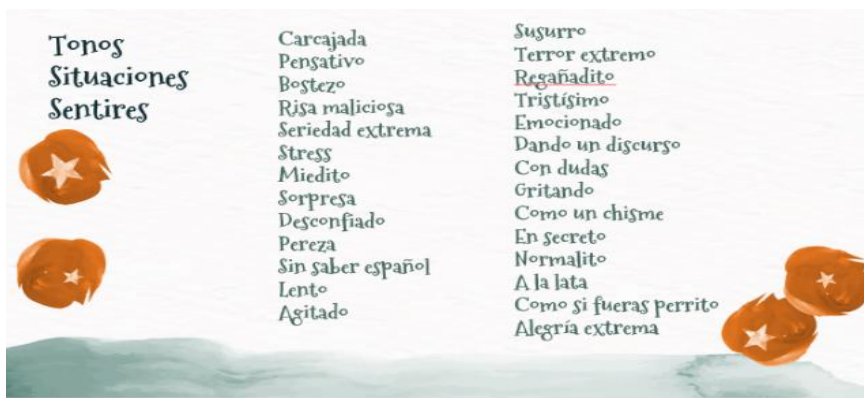 Tonos
Situaciones
Sentires
Carcajada
Pensativo
Bostezo
Risa maliciosa
Seriedad extrema
Stress
Miedito
Sorpresa
Desconfiado
Pereza
Sin saber español
Lento
Agitado
Susurro
Terror extremo
Regañadito
Tristísimo
Emocionado
Dando un discurso
Con dudas
Gritando
Como un chisme
En secreto
Normalito
A la lata
Como si fueras perrito
Alegría extrema